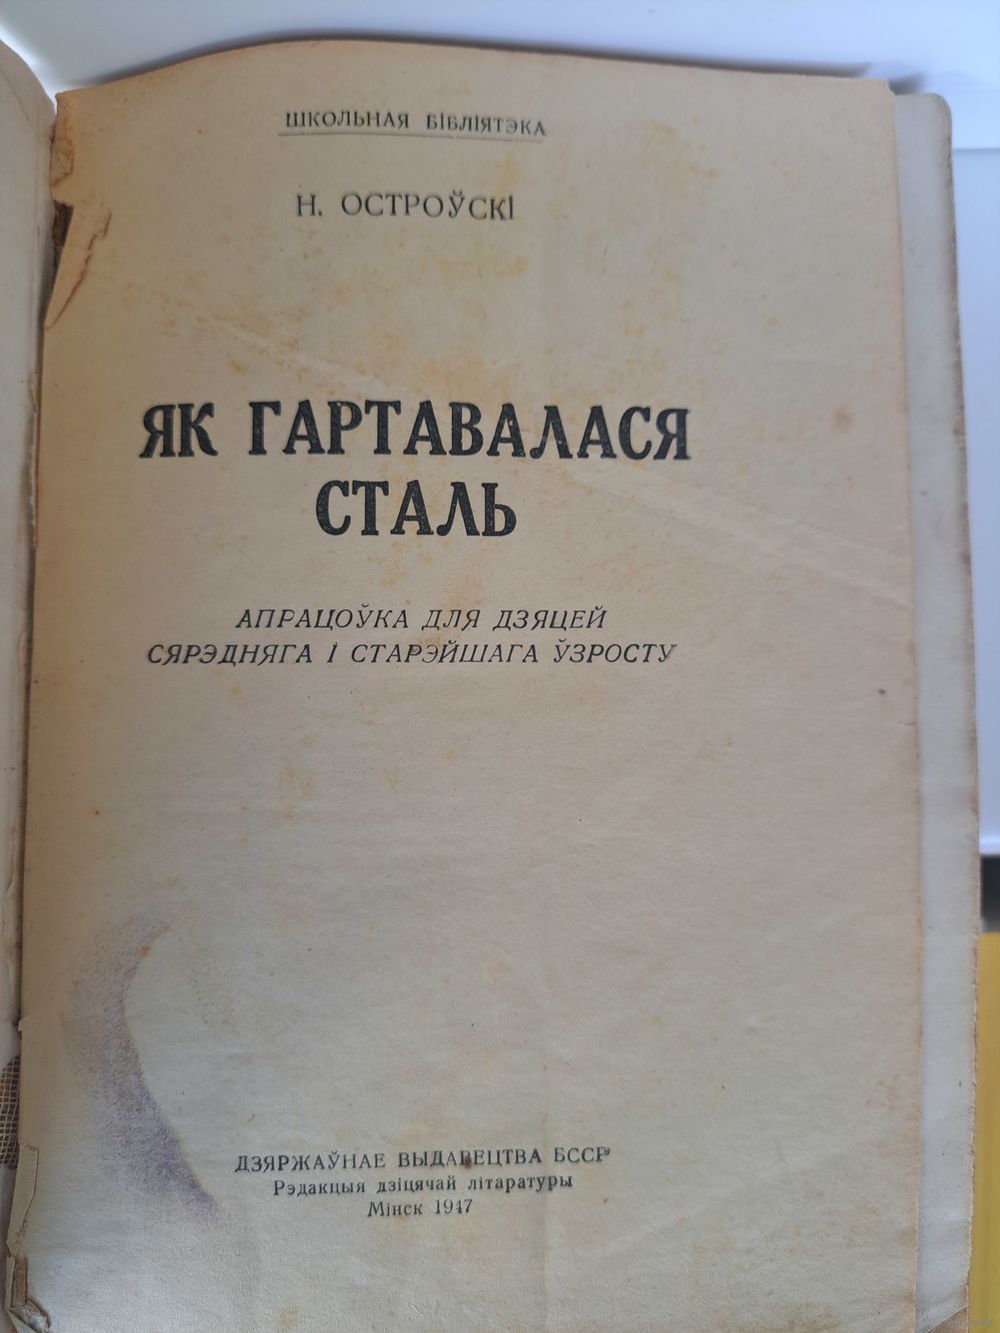 ШКОЛЬНАЯ БІБЛІЯТЭКА
Н. ОСТРОЎСКІ
ЯК ГАРТАВАЛАСЯ
СТАЛЬ
АПРАЦОЎКА ДЛЯ ДЗЯЦЕЙ
СЯРЭДНЯГА І СТАРЭЙШАГА ЎЗРОСТУ
ДЗЯРЖАЎНАЕ ВЫДАВЕЦТВА БССР
Рэдакцыя дзіцячай літаратуры
Мінск 1947